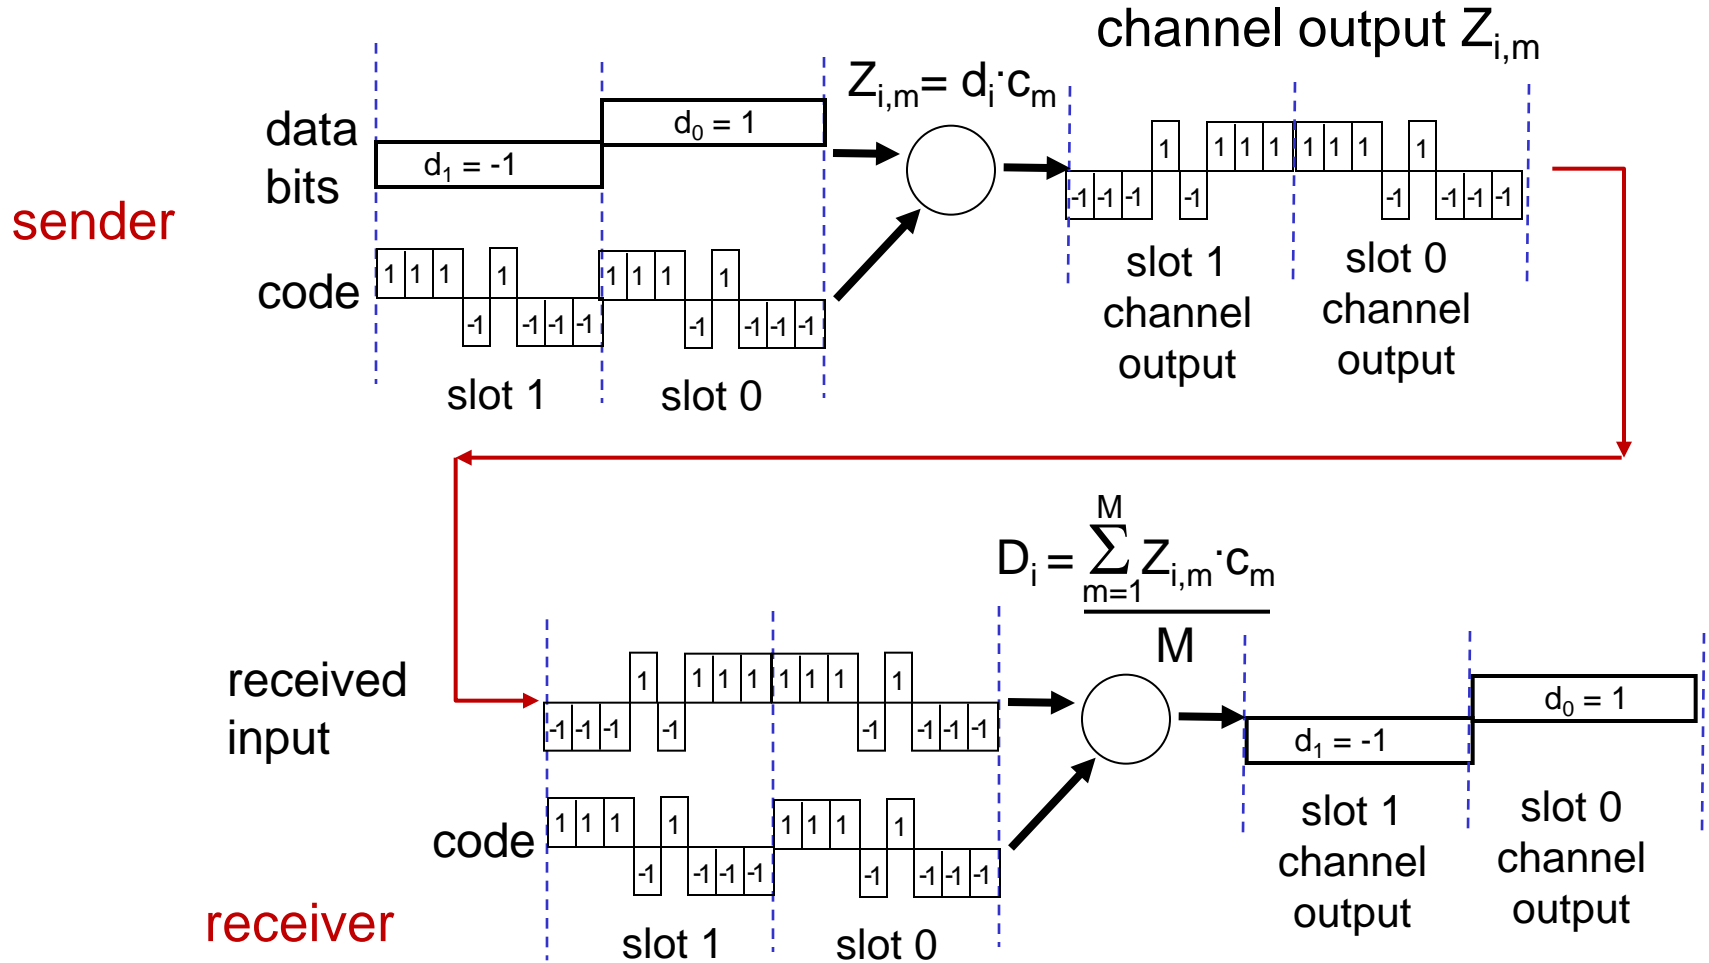 channel output Z_i,m
Z_i,m = d_i·c_m
data bits
d_1 = -1
d_0 = 1
sender
code
1 1 1 -1 1 -1 -1 -1
1 1 1 -1 1 -1 -1 -1
slot 1
slot 0
-1 -1 -1 1 -1 1 1 1
1 1 1 -1 1 -1 -1 -1
slot 1 channel output
slot 0 channel output
D_i = Σ_{m=1}^{M} Z_i,m·c_m
M
received input
-1 -1 -1 1 -1 1 1 1
1 1 1 -1 1 -1 -1 -1
code
1 1 1 -1 1 -1 -1 -1
1 1 1 -1 1 -1 -1 -1
receiver
slot 1
slot 0
d_1 = -1
d_0 = 1
slot 1 channel output
slot 0 channel output